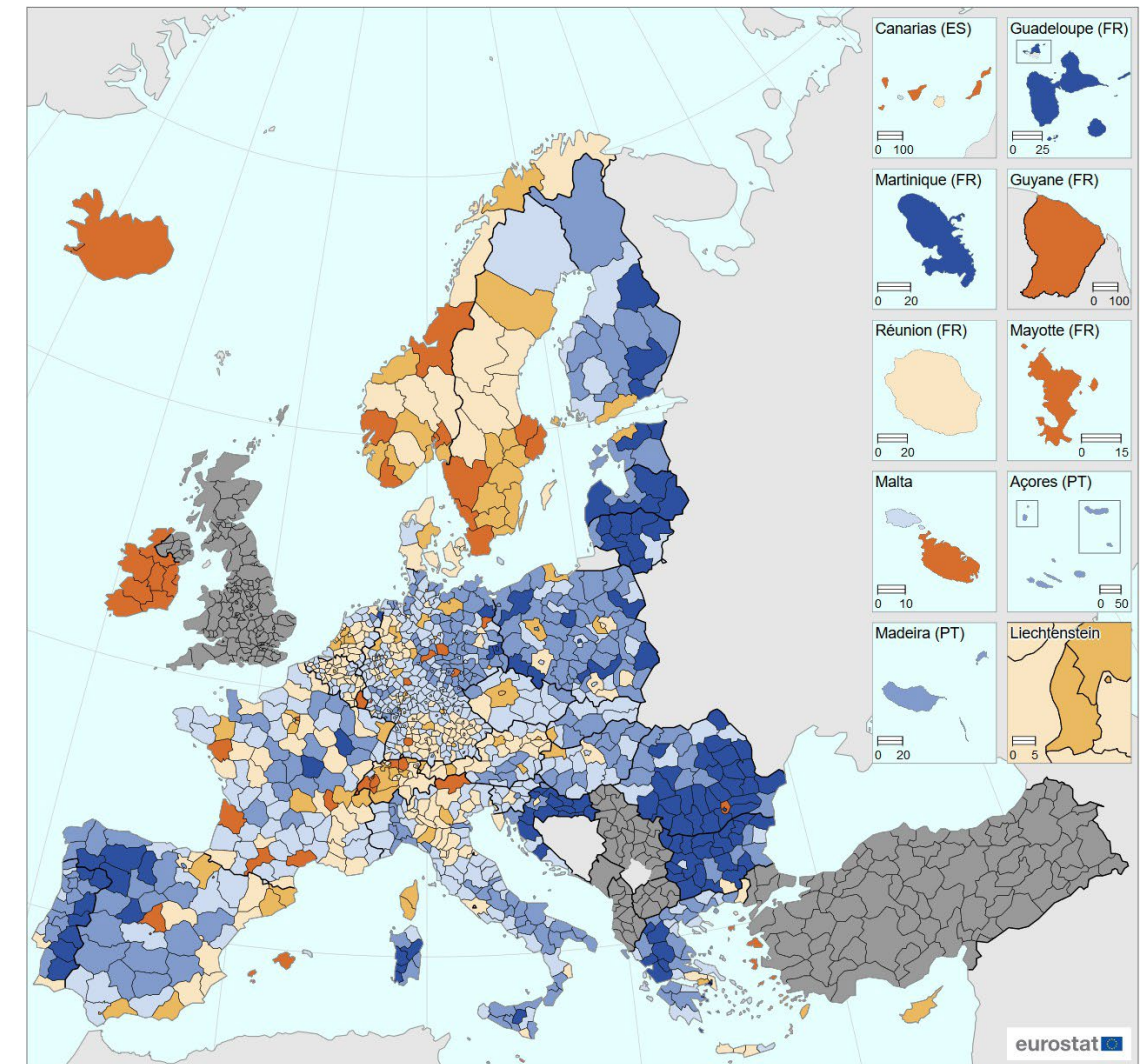 Canarias (ES)
0 100
Guadeloupe (FR)
0 25
Martinique (FR)
0 20
Guyane (FR)
0 100
Réunion (FR)
0 20
Mayotte (FR)
0 15
Malta
0 10
Açores (PT)
0 50
Madeira (PT)
0 20
Liechtenstein
0 5
eurostat